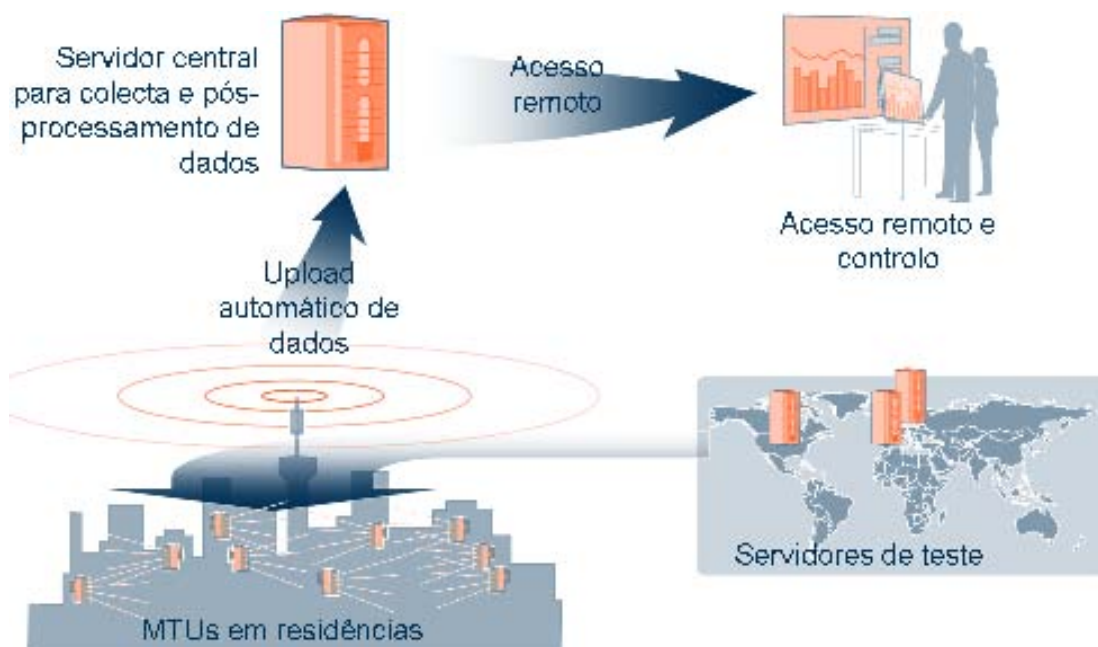 Servidor central
para colecta e pós-
processamento de
dados
Acesso
remoto
Acesso remoto e
controlo
Upload
automático de
dados
Servidores de teste
MTUs em residências